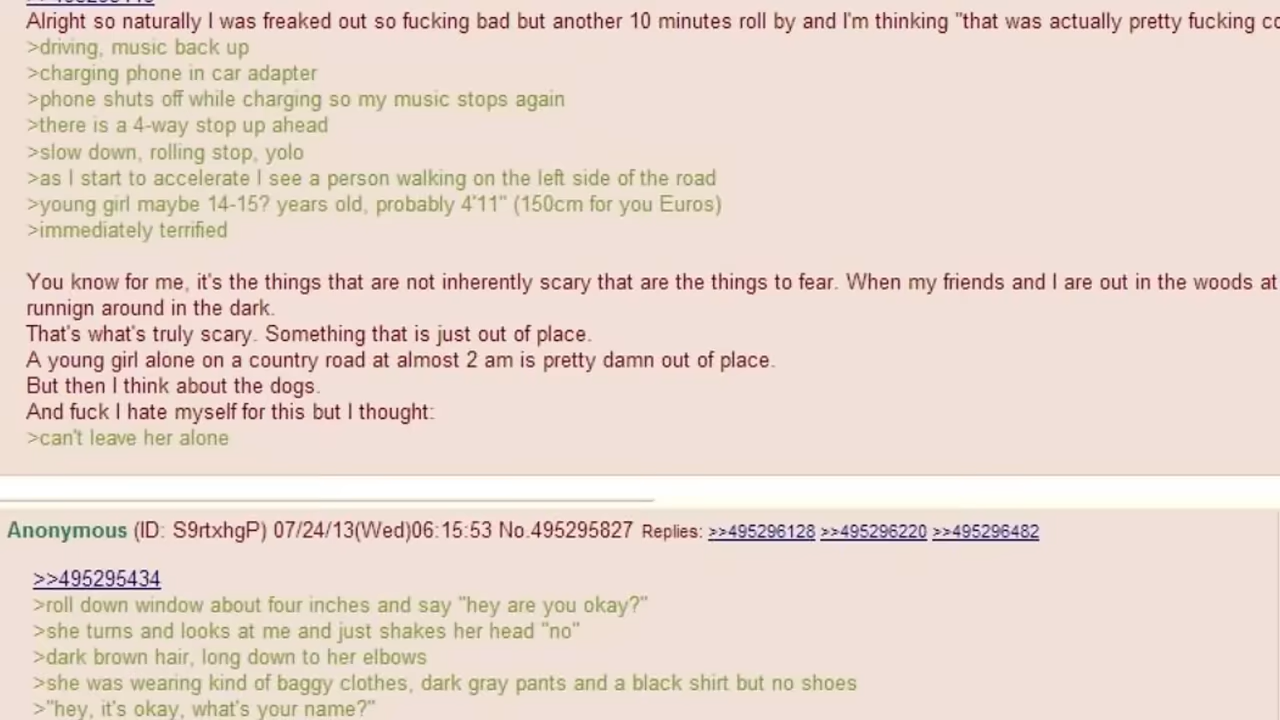 Alright so naturally I was freaked out so fucking bad but another 10 minutes roll by and I'm thinking "that was actually pretty fucking
>driving, music back up
>charging phone in car adapter
>phone shuts off while charging so my music stops again
>there is a 4-way stop up ahead
>slow down, rolling stop, yolo
>as I start to accelerate I see a person walking on the left side of the road
>young girl maybe 14-15? years old, probably 4'11" (150cm for you Euros)
>immediately terrified
You know for me, it's the things that are not inherently scary that are the things to fear. When my friends and I are out in the woods at
runnign around in the dark.
That's what's truly scary. Something that is just out of place.
A young girl alone on a country road at almost 2 am is pretty damn out of place.
But then I think about the dogs.
And fuck I hate myself for this but I thought:
>can't leave her alone
Anonymous (ID: S9rtxhgP) 07/24/13(Wed)06:15:53 No.495295827 Replies: >>495296128 >>495296220 >>495296482
>>495295434
>roll down window about four inches and say "hey are you okay?"
>she turns and looks at me and just shakes her head "no"
>dark brown hair, long down to her elbows
>she was wearing kind of baggy clothes, dark gray pants and a black shirt but no shoes
>"hey, it's okay, what's your name?"